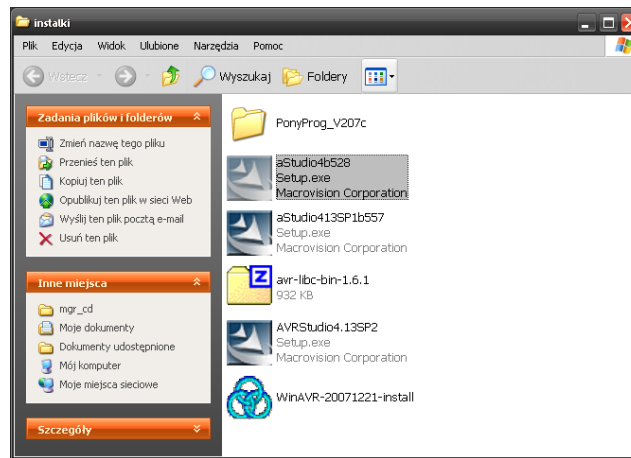 instalki
Plik Edycja Widok Ulubione Narzędzia Pomoc
Wstecz Wyszukaj Foldery
Zadania plików i folderów
Zmień nazwę tego pliku
Przenieś ten plik
Kopiuj ten plik
Opublikuj ten plik w sieci Web
Wyślij ten plik pocztą e-mail
Usuń ten plik
Inne miejsca
mgr_cd
Moje dokumenty
Dokumenty udostępnione
Mój komputer
Moje miejsca sieciowe
Szczegóły
PonyProg_V207c
aStudio4b528
Setup.exe
Macrovision Corporation
aStudio413SP1b557
Setup.exe
Macrovision Corporation
Z
avr-libc-bin-1.6.1
932 KB
AVRStudio4.13SP2
Setup.exe
Macrovision Corporation
WinAVR-20071221-install